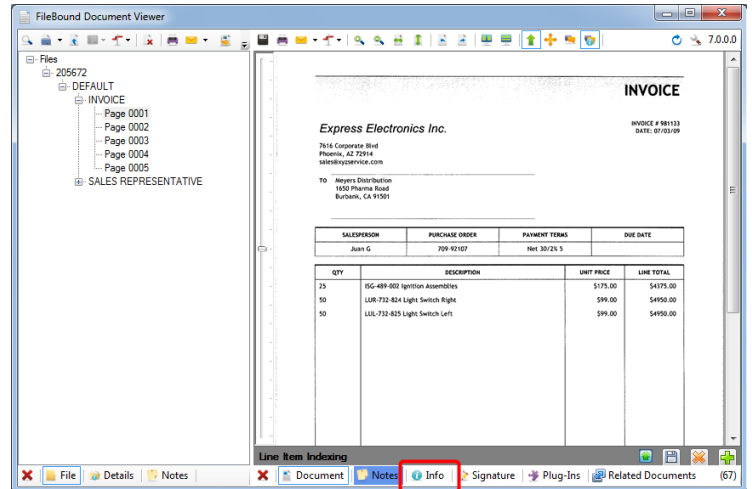 FileBound Document Viewer
7.0.0.0
Files
205672
DEFAULT
INVOICE
Page 0001
Page 0002
Page 0003
Page 0004
Page 0005
SALES REPRESENTATIVE
INVOICE
Express Electronics Inc.
INVOICE # 981133
DATE: 07/03/09
7616 Corporate Blvd
Phoenix, AZ 72914
sales@xyzservice.com
TO Meyers Distribution
1650 Pharma Road
Burbank, CA 91501
SALESPERSON PURCHASE ORDER PAYMENT TERMS DUE DATE
Juan G 709-92107 Net 30/2% 5
QTY DESCRIPTION UNIT PRICE LINE TOTAL
25 ISG-489-002 Ignition Assemblies $175.00 $4375.00
50 LUR-732-824 Light Switch Right $99.00 $4950.00
50 LUL-732-825 Light Switch Left $99.00 $4950.00
Line Item Indexing
File Details Notes
Document Notes Info Signature Plug-Ins Related Documents (67)